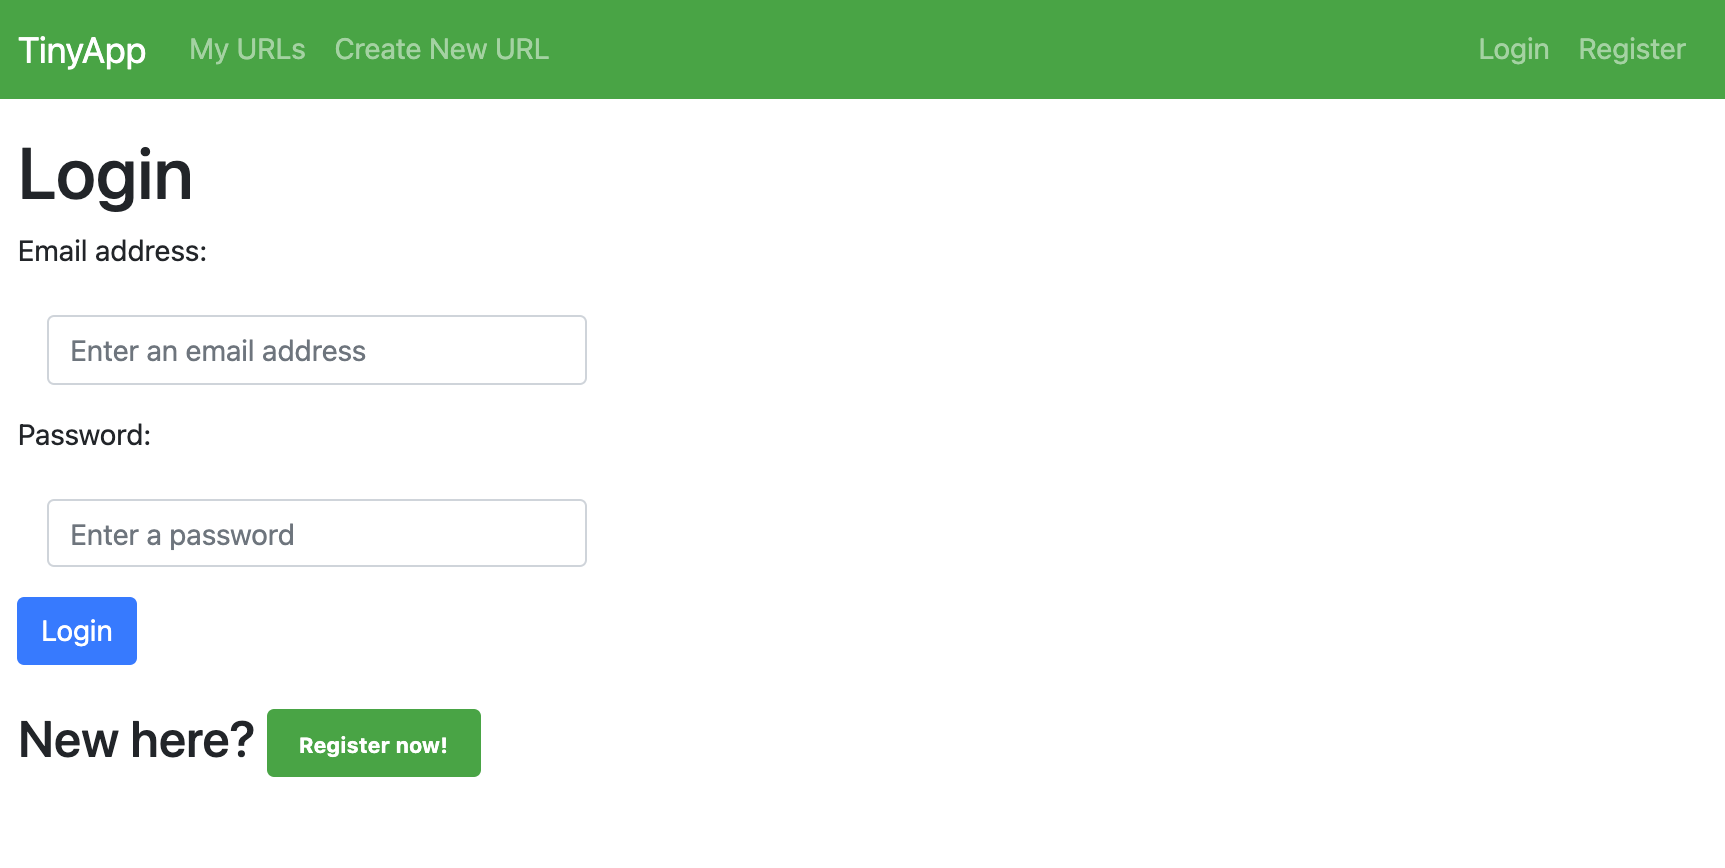 TinyApp My URLs Create New URL Login Register
Login
Email address:
Enter an email address
Password:
Enter a password
Login
New here? Register now!